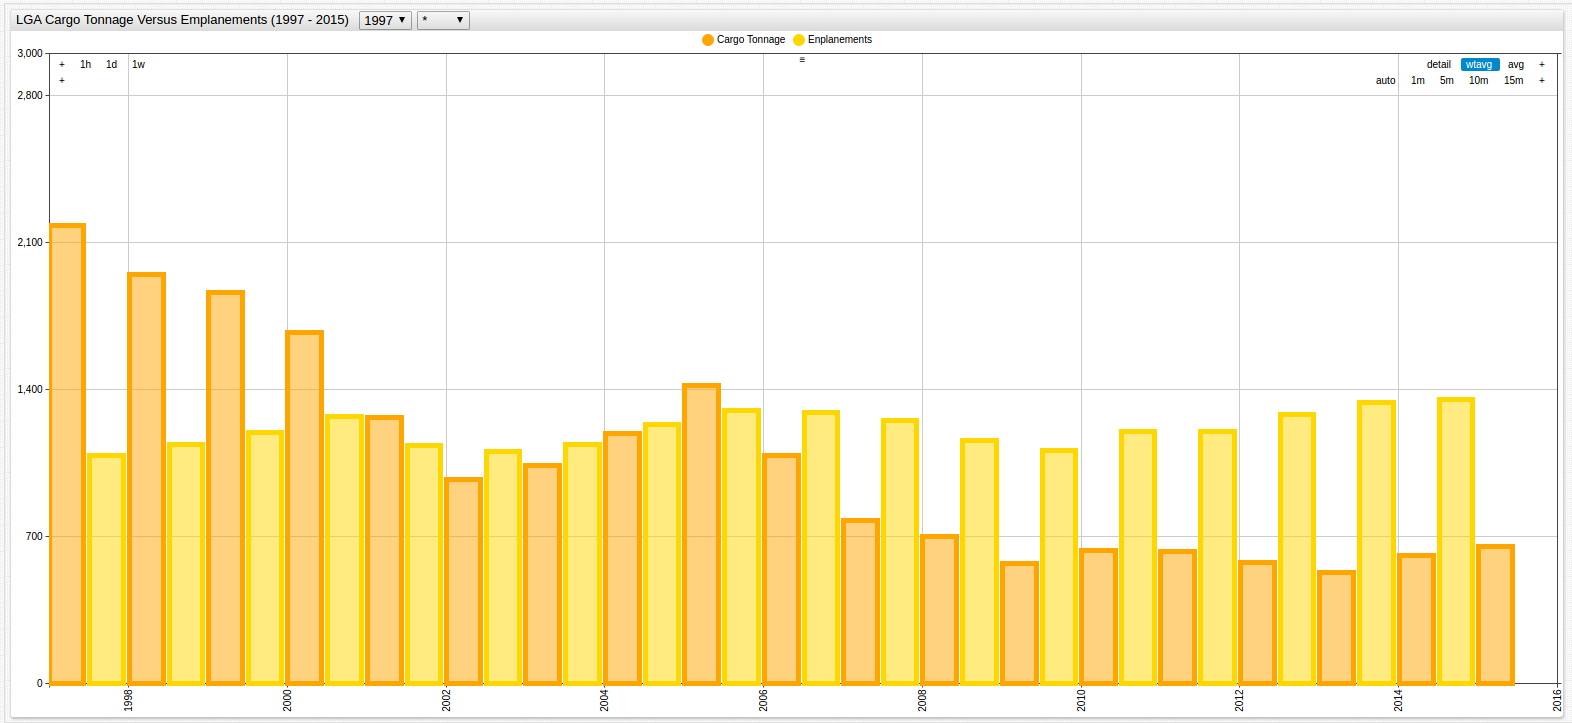 LGA Cargo Tonnage Versus Emplanements (1997 - 2015) 1997 ▼ * ▼
Cargo Tonnage Enplanements
3,000
+ 1h 1d 1w ≡ detail wtavg avg +
+ auto 1m 5m 10m 15m +
2,800
2,100
1,400
700
0
1998 2000 2002 2004 2006 2008 2010 2012 2014 2016